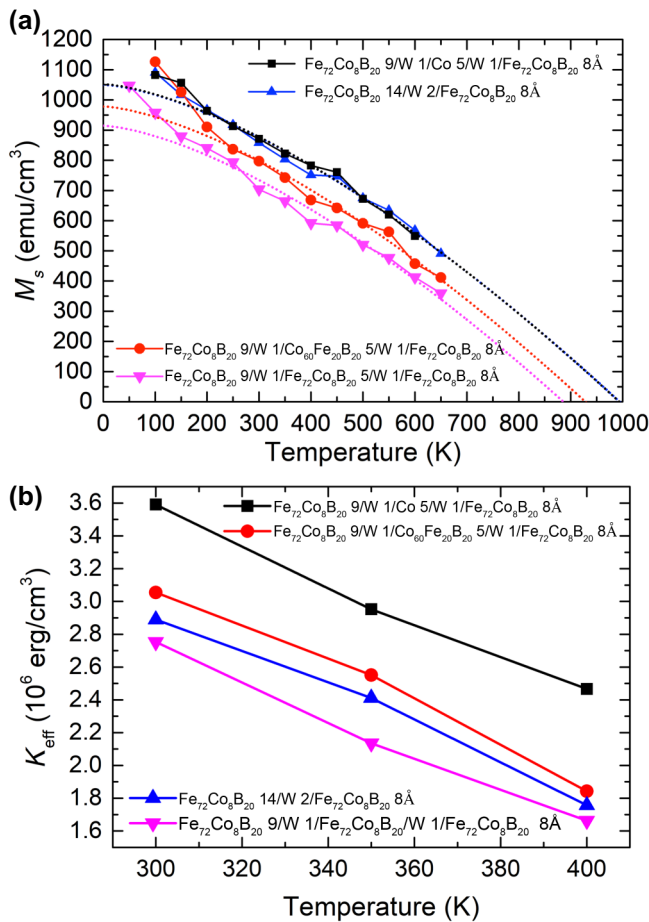 (a)
1200
1100
1000
900
800
700
600
500
400
300
200
100
0
M_s (emu/cm³)
Fe₇₂Co₈B₂₀ 9/W 1/Co 5/W 1/Fe₇₂Co₈B₂₀ 8Å
Fe₇₂Co₈B₂₀ 14/W 2/Fe₇₂Co₈B₂₀ 8Å
Fe₇₂Co₈B₂₀ 9/W 1/Co₆₀Fe₂₀B₂₀ 5/W 1/Fe₇₂Co₈B₂₀ 8Å
Fe₇₂Co₈B₂₀ 9/W 1/Fe₇₂Co₈B₂₀ 5/W 1/Fe₇₂Co₈B₂₀ 8Å
0 100 200 300 400 500 600 700 800 900 1000
Temperature (K)
(b)
3.6
3.4
3.2
3.0
2.8
2.6
2.4
2.2
2.0
1.8
1.6
K_eff (10⁶ erg/cm³)
Fe₇₂Co₈B₂₀ 9/W 1/Co 5/W 1/Fe₇₂Co₈B₂₀ 8Å
Fe₇₂Co₈B₂₀ 9/W 1/Co₆₀Fe₂₀B₂₀ 5/W 1/Fe₇₂Co₈B₂₀ 8Å
Fe₇₂Co₈B₂₀ 14/W 2/Fe₇₂Co₈B₂₀ 8Å
Fe₇₂Co₈B₂₀ 9/W 1/Fe₇₂Co₈B₂₀/W 1/Fe₇₂Co₈B₂₀ 8Å
300 320 340 360 380 400
Temperature (K)